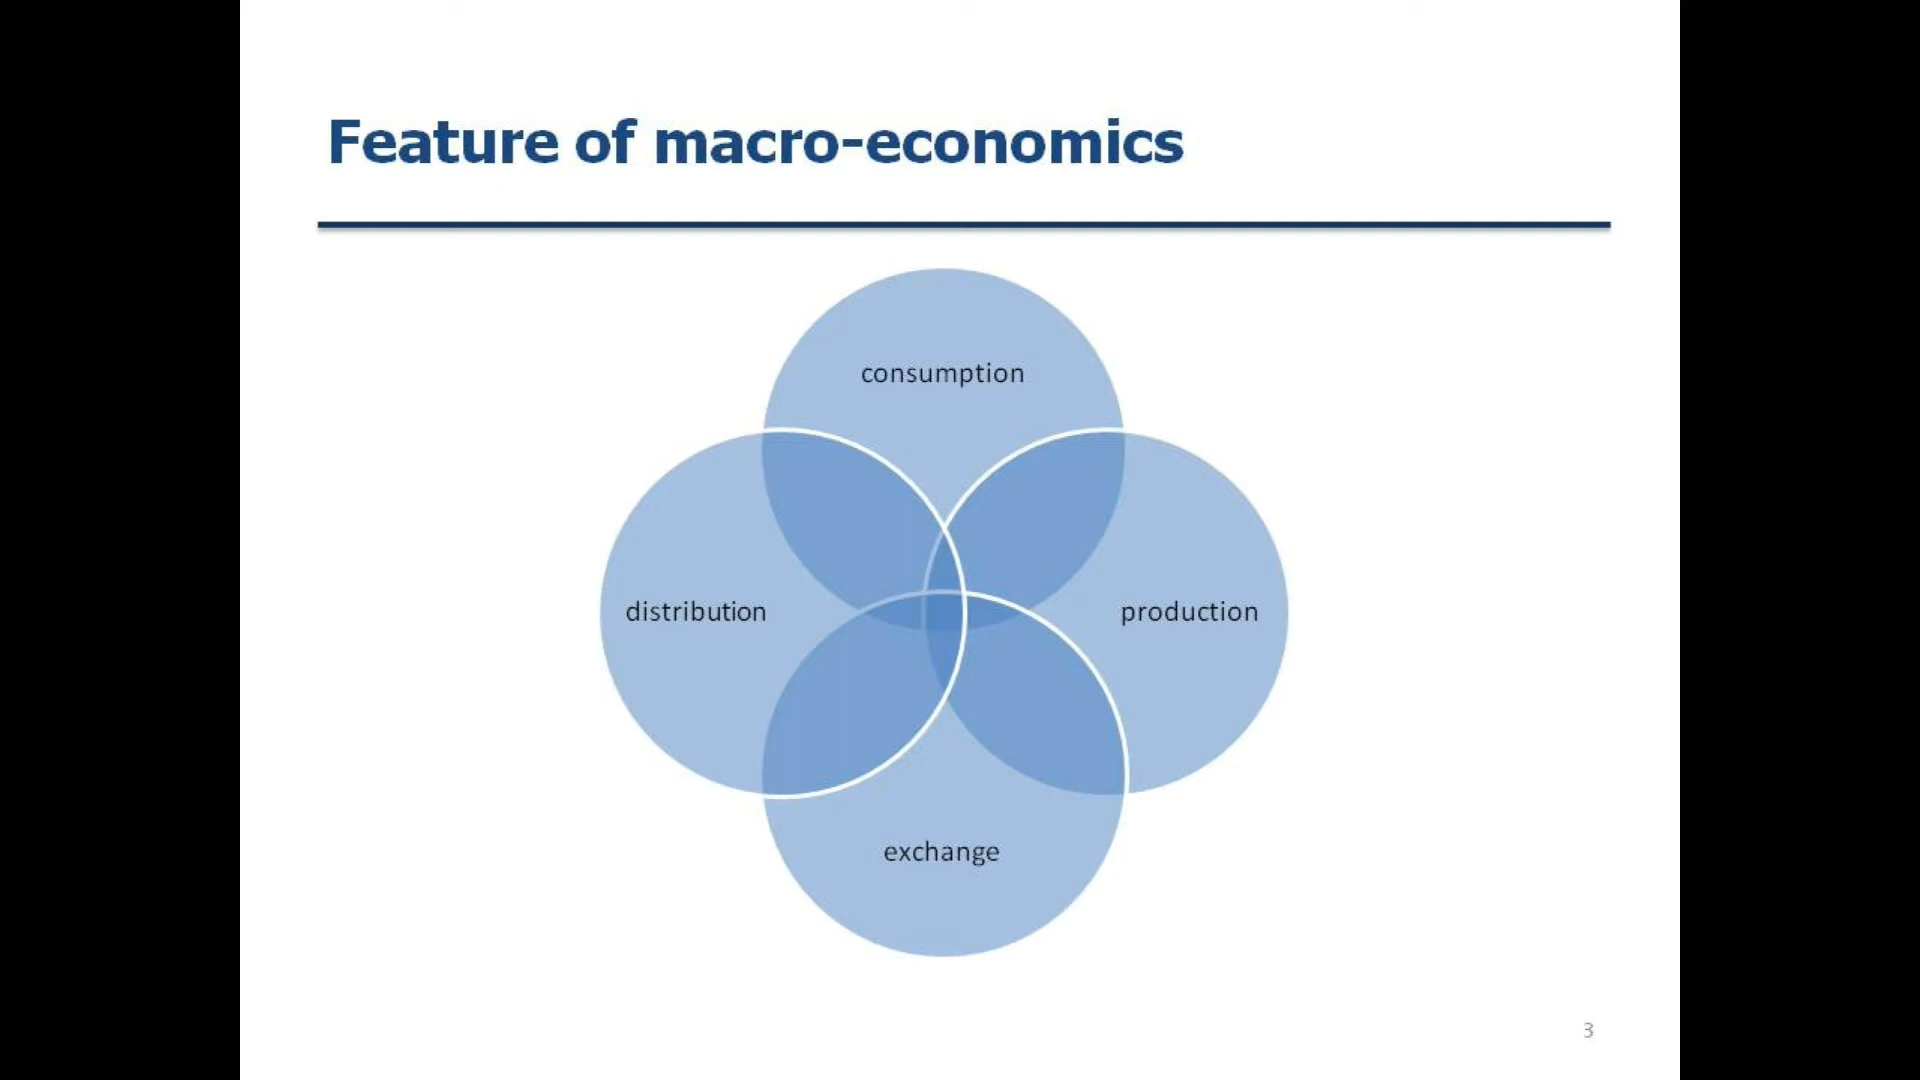 Feature of macro-economics
consumption
distribution
production
exchange
3